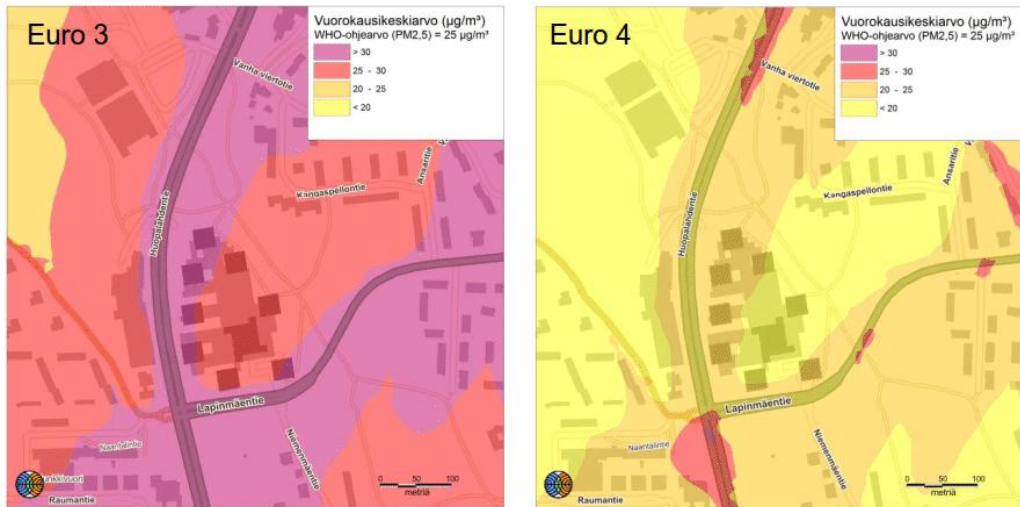 Euro 3
Vuorokausikeskiarvo (µg/m³)
WHO-ohjearvo (PM2,5) = 25 µg/m³
> 30
25 - 30
20 - 25
< 20
Vanha viertotie
Huopalahdentie
Kangaspellontie
Ansaritie
Lapinmäentie
Naantalintie
Niemenmäentie
Raumantie
0 50 100
metriä
Euro 4
Vuorokausikeskiarvo (µg/m³)
WHO-ohjearvo (PM2,5) = 25 µg/m³
> 30
25 - 30
20 - 25
< 20
Vanha viertotie
Huopalahdentie
Kangaspellontie
Ansaritie
Lapinmäentie
Naantalintie
Niemenmäentie
Raumantie
0 50 100
metriä